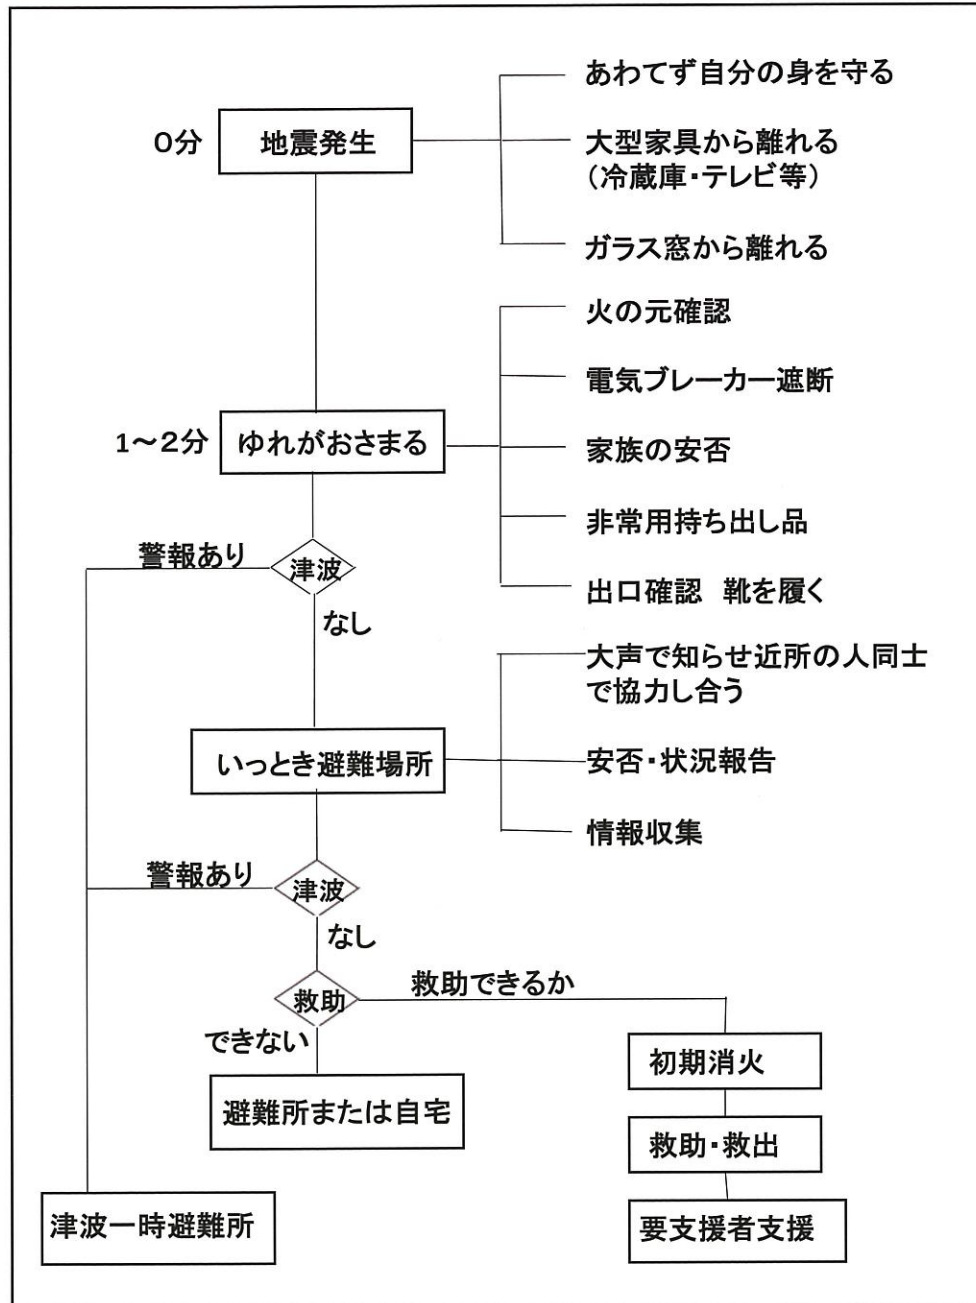 あわてず自分の身を守る
0分
地震発生
大型家具から離れる
（冷蔵庫・テレビ等）
ガラス窓から離れる
火の元確認
電気ブレーカー遮断
1〜2分
ゆれがおさまる
家族の安否
非常用持ち出し品
警報あり
津波
出口確認 靴を履く
なし
大声で知らせ近所の人同士
で協力し合う
いっとき避難場所
安否・状況報告
情報収集
警報あり
津波
なし
救助
救助できるか
できない
初期消火
避難所または自宅
救助・救出
津波一時避難所
要支援者支援